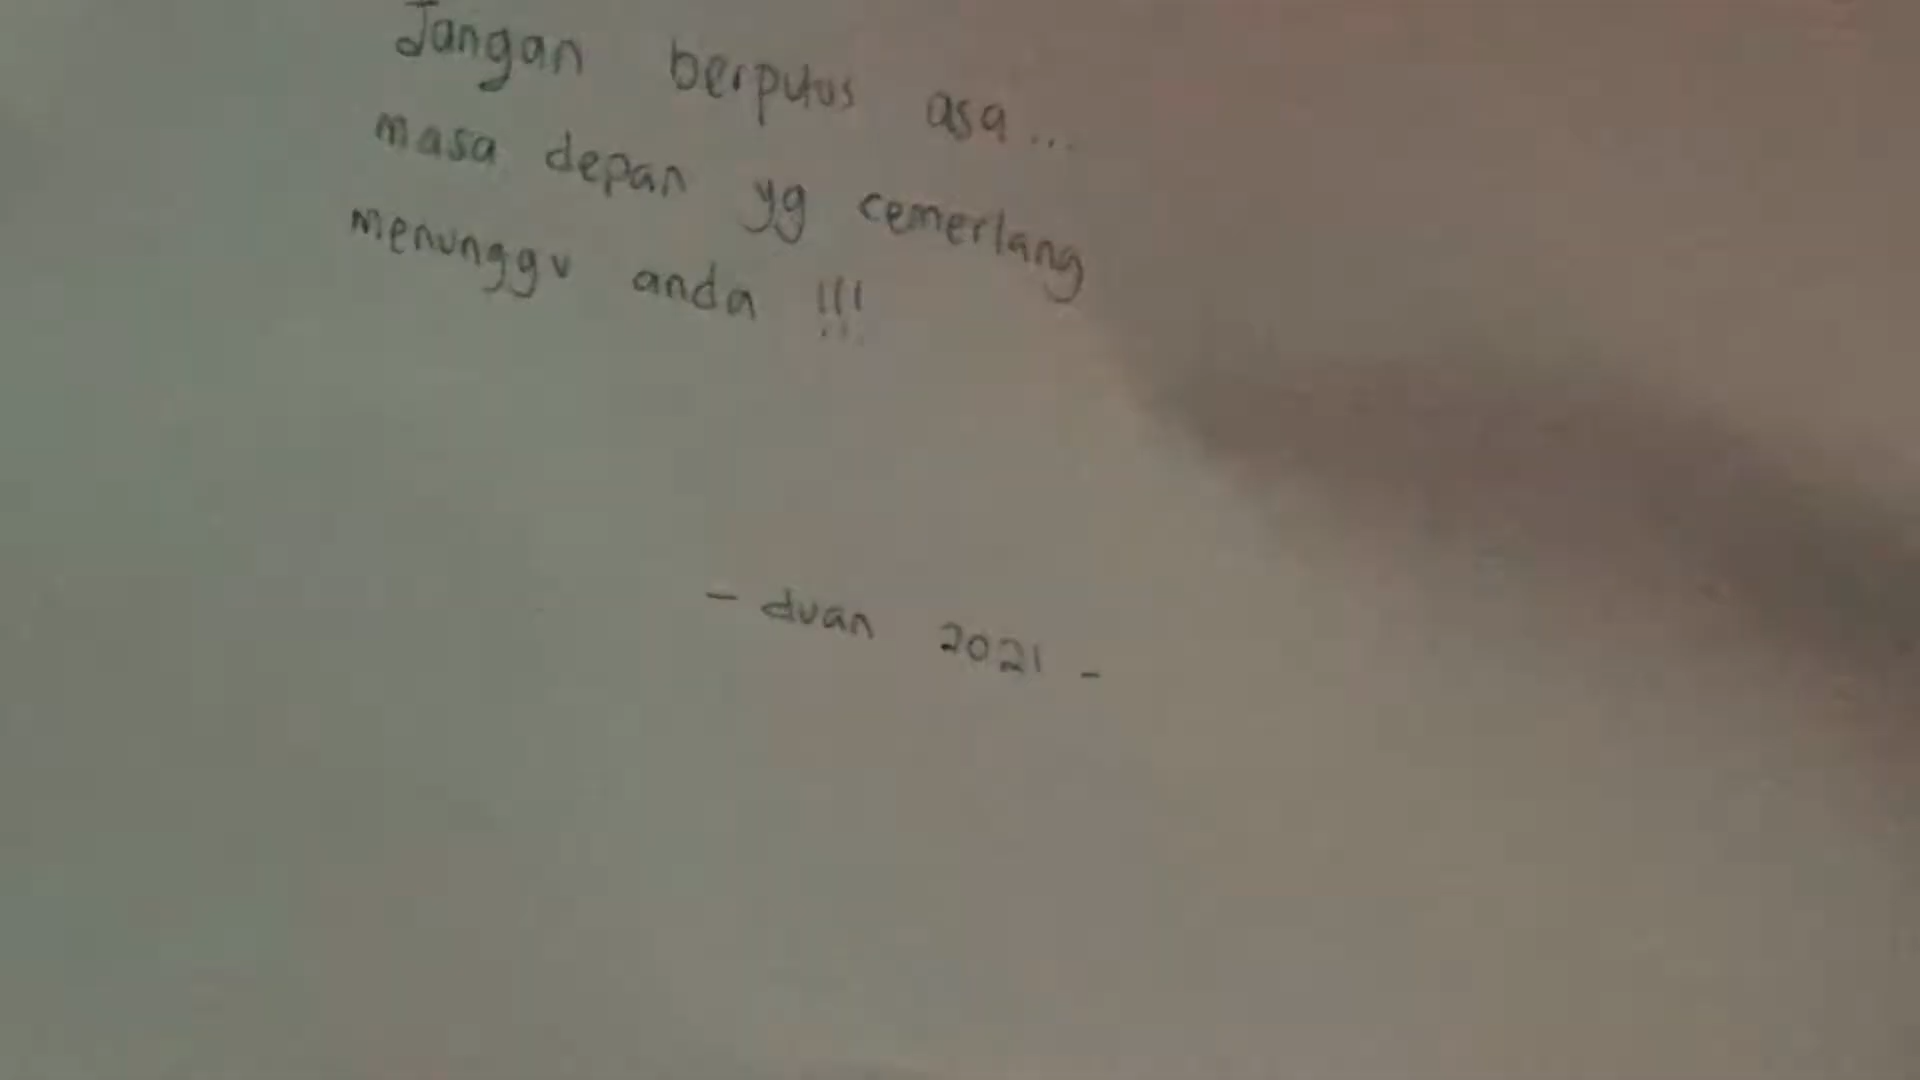 Jangan berputus asa...
masa depan yg cemerlang
menunggu anda !!!
- duan 2021 -